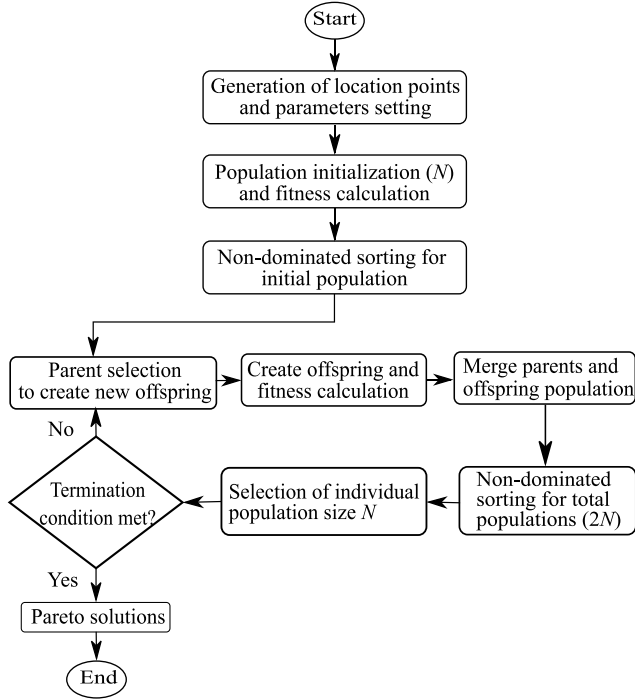 Start
Generation of location points
and parameters setting
Population initialization (N)
and fitness calculation
Non-dominated sorting for
initial population
Parent selection
to create new offspring
Create offspring and
fitness calculation
Merge parents and
offspring population
No
Termination
condition met?
Selection of individual
population size N
Non-dominated
sorting for total
populations (2N)
Yes
Pareto solutions
End